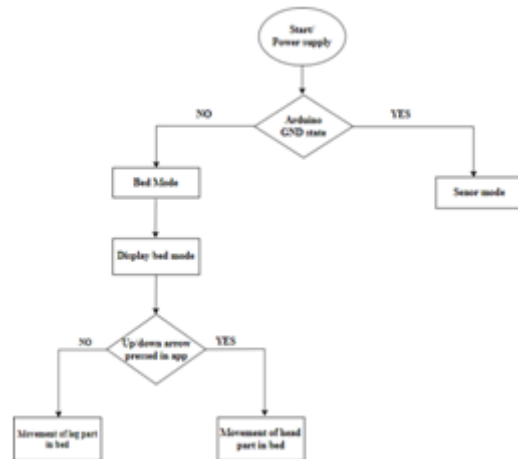 Start/
Power supply
Arduino
GND state
NO
YES
Bed Mode
Senor mode
Display bed mode
Up/down arrow
pressed in app
NO
YES
Movement of leg part
in bed
Movement of head
part in bed